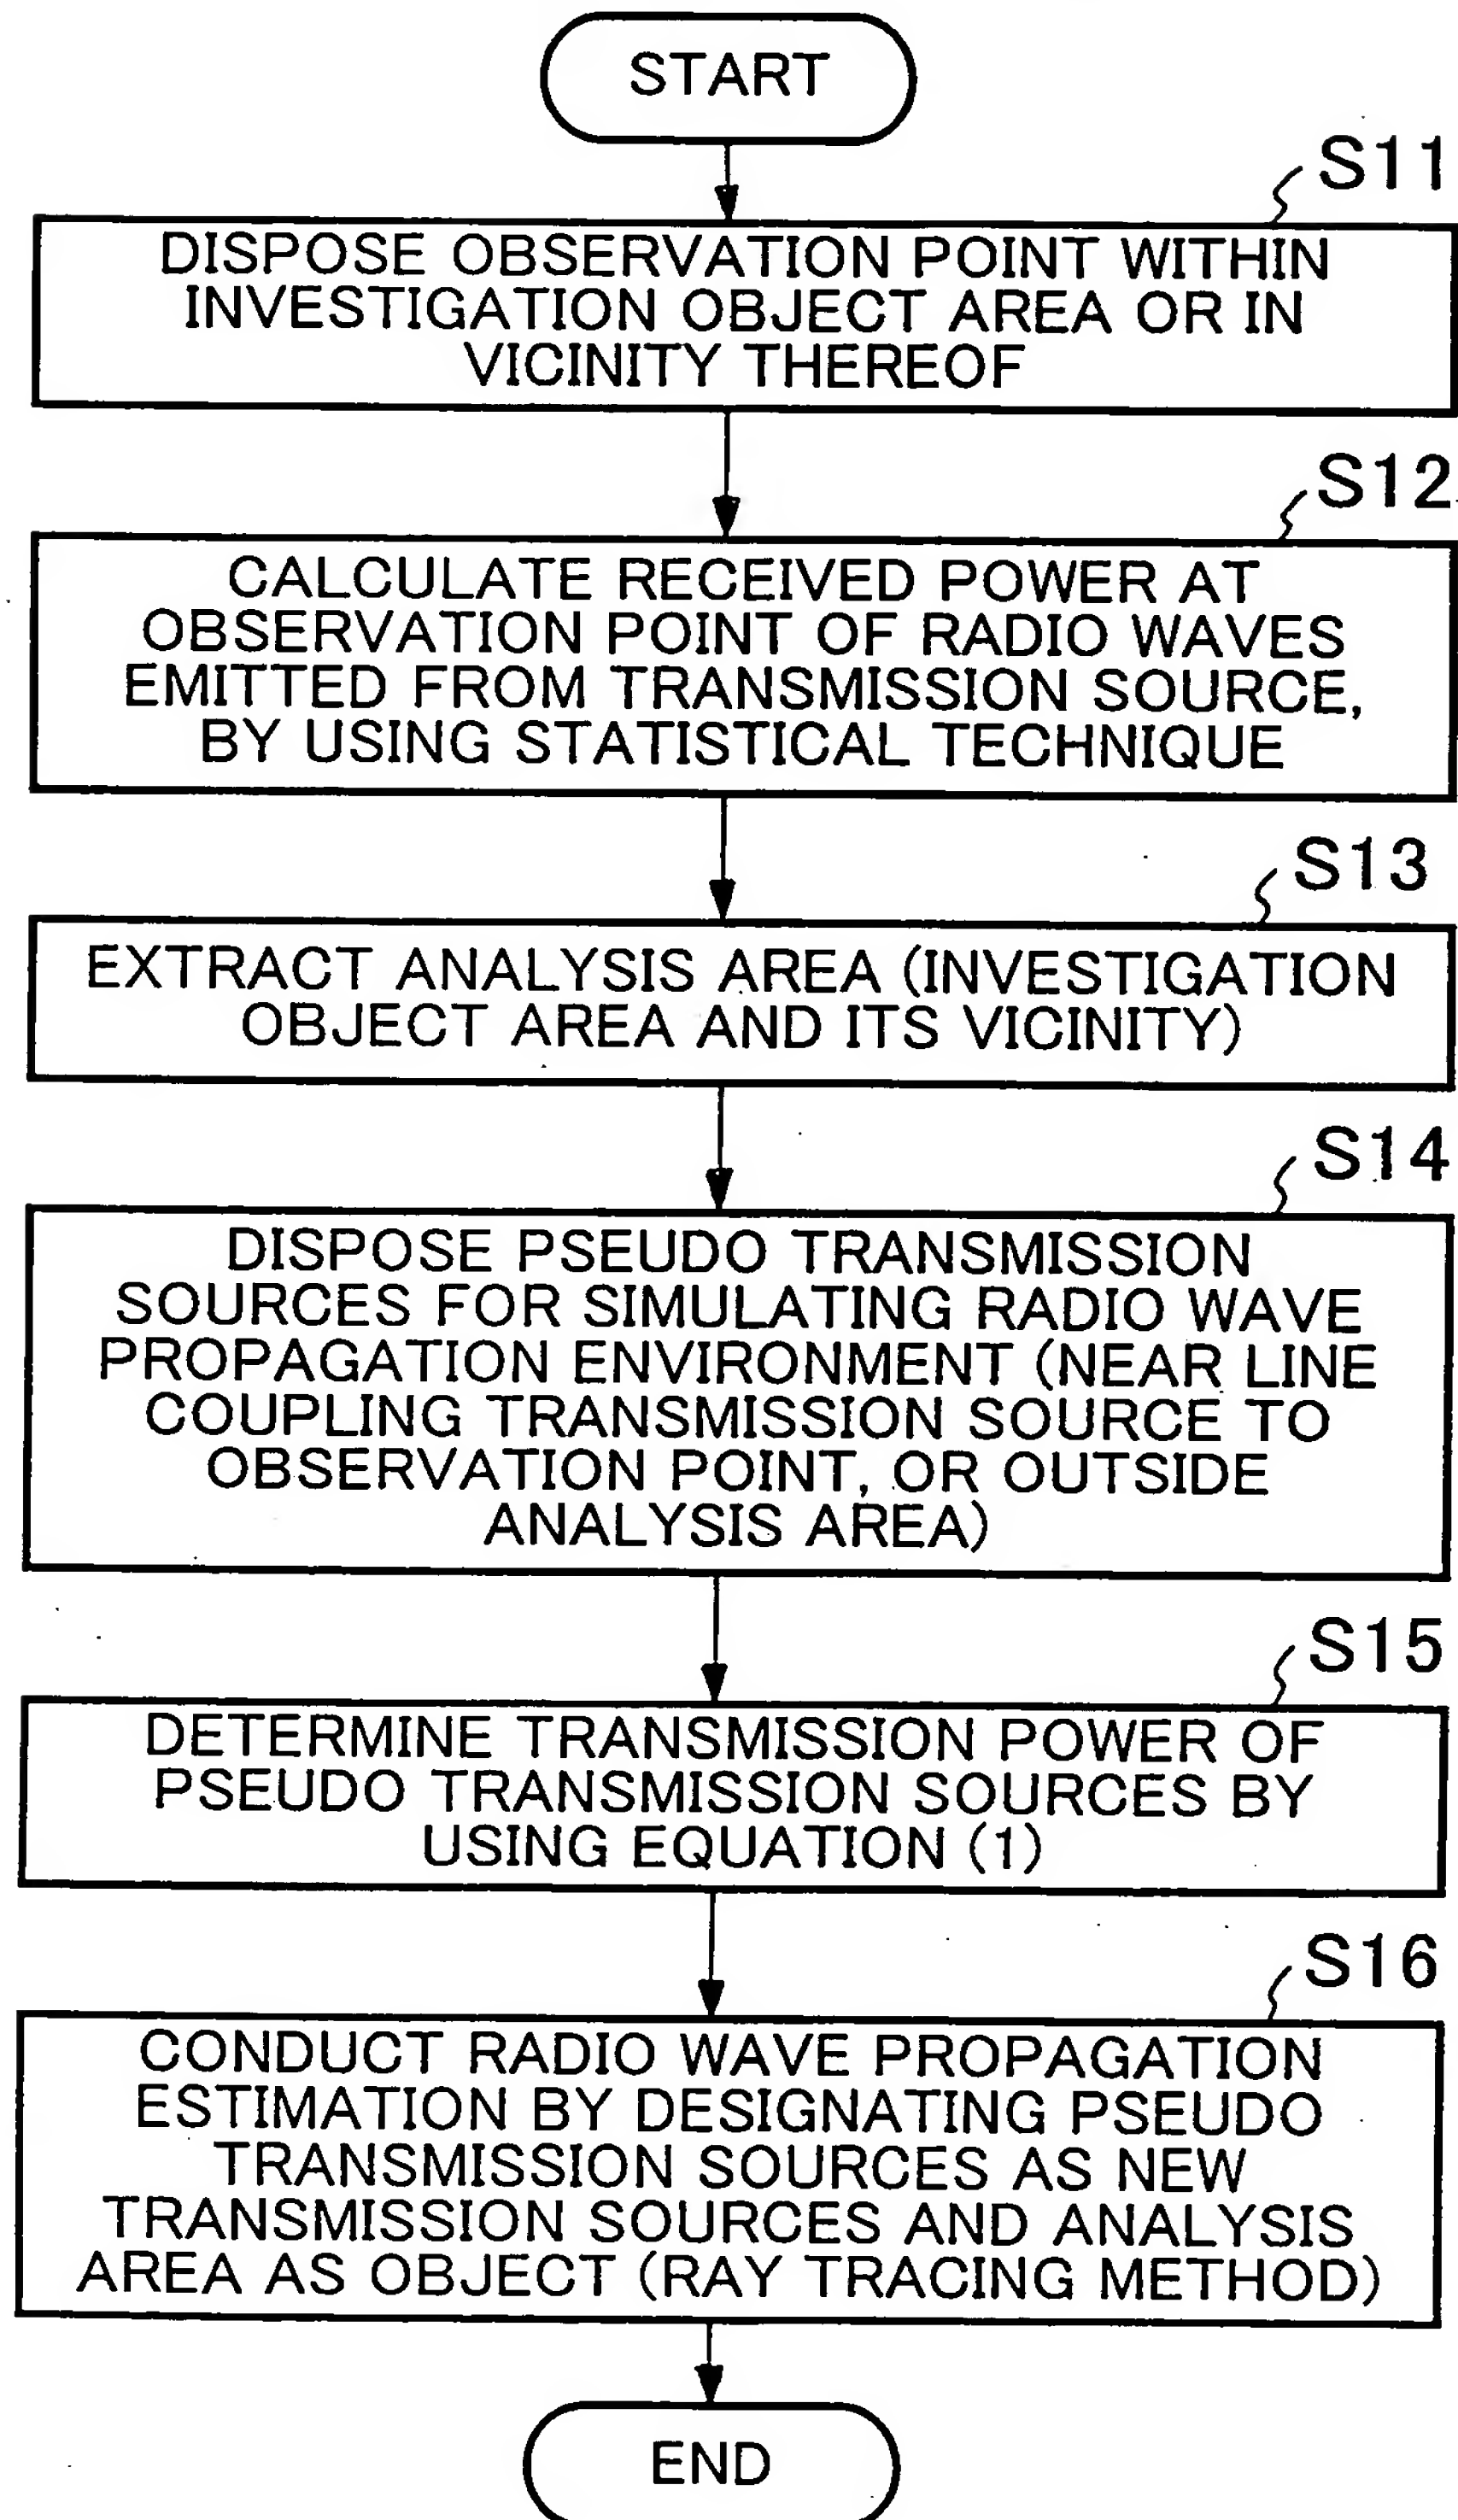 START
S11
DISPOSE OBSERVATION POINT WITHIN
INVESTIGATION OBJECT AREA OR IN
VICINITY THEREOF
S12
CALCULATE RECEIVED POWER AT
OBSERVATION POINT OF RADIO WAVES
EMITTED FROM TRANSMISSION SOURCE,
BY USING STATISTICAL TECHNIQUE
S13
EXTRACT ANALYSIS AREA (INVESTIGATION
OBJECT AREA AND ITS VICINITY)
S14
DISPOSE PSEUDO TRANSMISSION
SOURCES FOR SIMULATING RADIO WAVE
PROPAGATION ENVIRONMENT (NEAR LINE
COUPLING TRANSMISSION SOURCE TO
OBSERVATION POINT, OR OUTSIDE
ANALYSIS AREA)
S15
DETERMINE TRANSMISSION POWER OF
PSEUDO TRANSMISSION SOURCES BY
USING EQUATION (1)
S16
CONDUCT RADIO WAVE PROPAGATION
ESTIMATION BY DESIGNATING PSEUDO
TRANSMISSION SOURCES AS NEW
TRANSMISSION SOURCES AND ANALYSIS
AREA AS OBJECT (RAY TRACING METHOD)
END